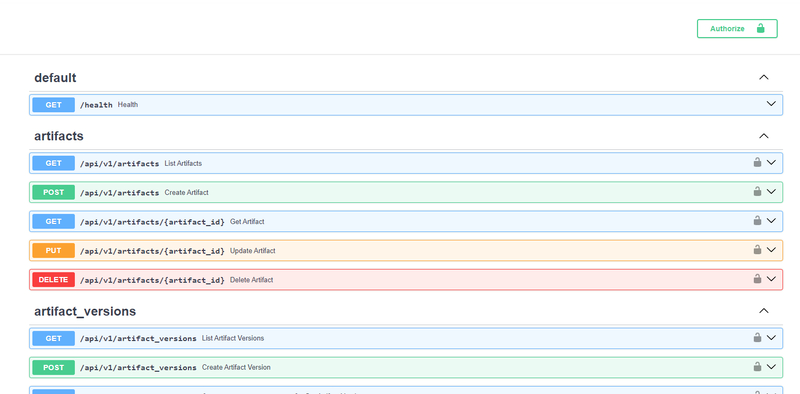 Authorize
default
GET /health Health
artifacts
GET /api/v1/artifacts List Artifacts
POST /api/v1/artifacts Create Artifact
GET /api/v1/artifacts/{artifact_id} Get Artifact
PUT /api/v1/artifacts/{artifact_id} Update Artifact
DELETE /api/v1/artifacts/{artifact_id} Delete Artifact
artifact_versions
GET /api/v1/artifact_versions List Artifact Versions
POST /api/v1/artifact_versions Create Artifact Version